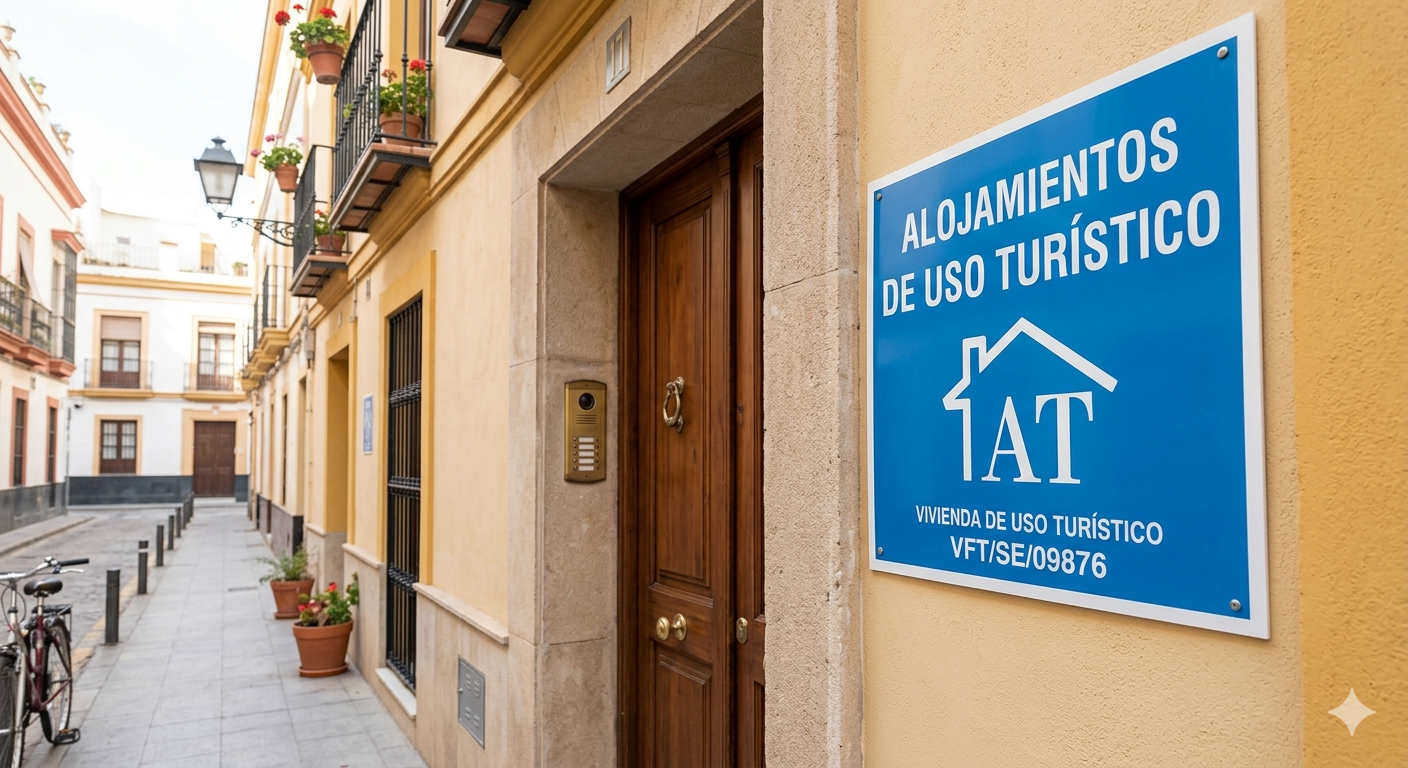 ALOJAMIENTOS
DE USO TURÍSTICO
AT
VIVIENDA DE USO TURÍSTICO
VFT/SE/09876